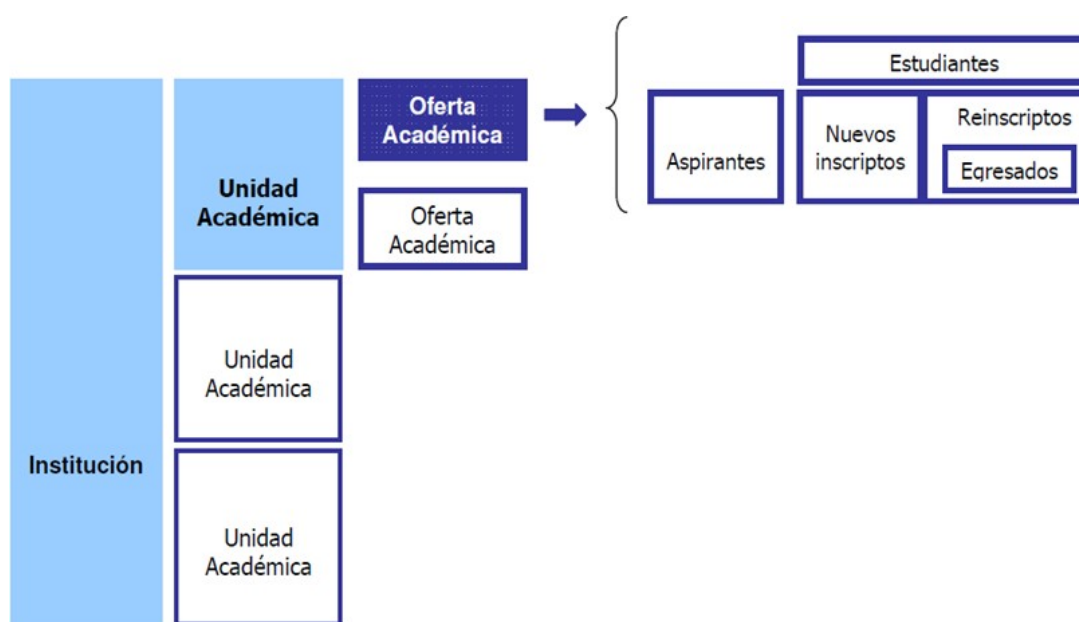 Estudiantes
Oferta
Académica
Aspirantes
Nuevos
inscriptos
Reinscriptos
Egresados
Unidad
Académica
Oferta
Académica
Unidad
Académica
Institución
Unidad
Académica